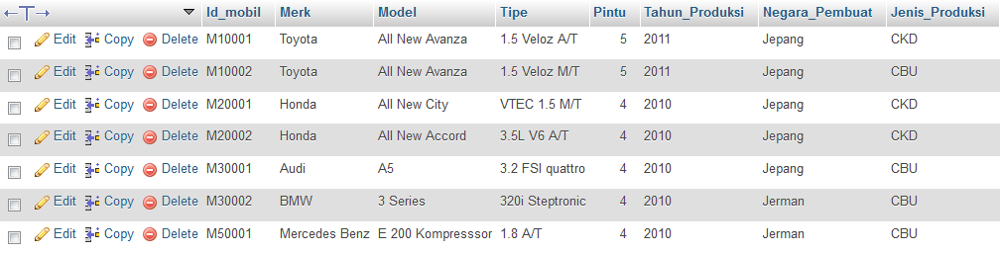 Id_mobil Merk Model Tipe Pintu Tahun_Produksi Negara_Pembuat Jenis_Produksi
Edit Copy Delete M10001 Toyota All New Avanza 1.5 Veloz A/T 5 2011 Jepang CKD
Edit Copy Delete M10002 Toyota All New Avanza 1.5 Veloz M/T 5 2011 Jepang CBU
Edit Copy Delete M20001 Honda All New City VTEC 1.5 M/T 4 2010 Jepang CKD
Edit Copy Delete M20002 Honda All New Accord 3.5L V6 A/T 4 2010 Jepang CKD
Edit Copy Delete M30001 Audi A5 3.2 FSI quattro 4 2010 Jepang CBU
Edit Copy Delete M30002 BMW 3 Series 320i Steptronic 4 2010 Jerman CBU
Edit Copy Delete M50001 Mercedes Benz E 200 Kompresssor 1.8 A/T 4 2010 Jerman CBU